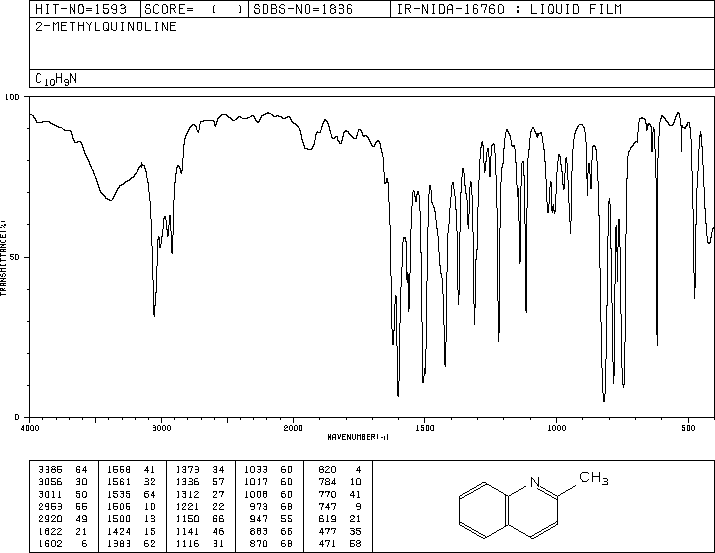 HIT-NO=1593 SCORE= ( ) SDBS-NO=1836 IR-NIDA-16760 : LIQUID FILM
2-METHYLQUINOLINE
C10H9N
100
TRANSMITTANCE(%)
50
0
4000 3000 2000 1500 1000 500
WAVENUMBER(-1)
3385 64 1568 41 1373 34 1033 60 820 4
3056 30 1561 32 1336 57 1017 60 784 10
3011 50 1535 64 1312 27 1008 60 770 41
2953 55 1506 10 1221 22 973 68 747 9
2920 49 1500 13 1150 66 947 55 619 21
1622 21 1424 15 1141 46 883 66 477 35
1602 6 1383 62 1116 31 870 68 471 58
N
CH3